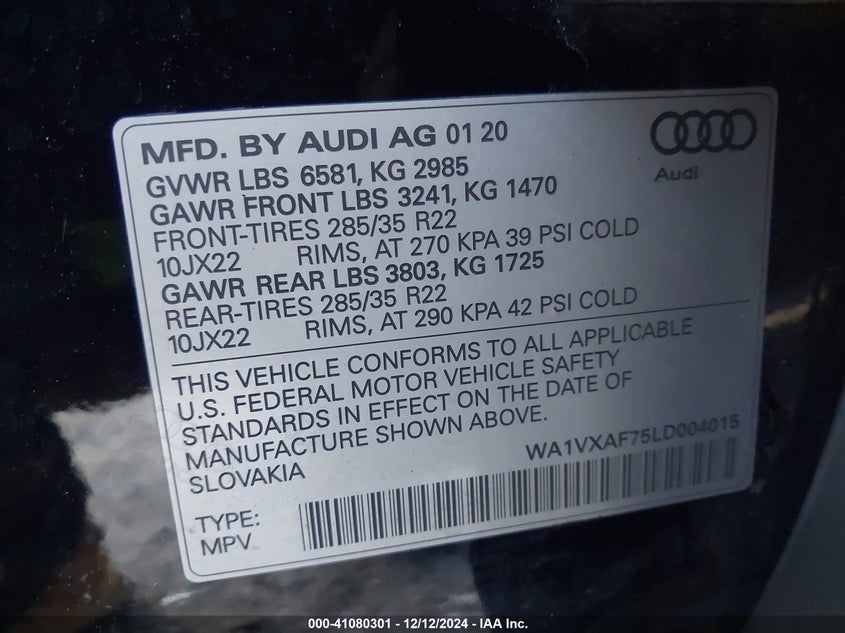 MFD. BY AUDI AG 01 20
Audi
GVWR LBS 6581, KG 2985
GAWR FRONT LBS 3241, KG 1470
FRONT-TIRES 285/35 R22
10JX22 RIMS, AT 270 KPA 39 PSI COLD
GAWR REAR LBS 3803, KG 1725
REAR-TIRES 285/35 R22
10JX22 RIMS, AT 290 KPA 42 PSI COLD
THIS VEHICLE CONFORMS TO ALL APPLICABLE
U.S. FEDERAL MOTOR VEHICLE SAFETY
STANDARDS IN EFFECT ON THE DATE OF
MANUFACTURE SHOWN ABOVE.
SLOVAKIA
WA1VXAF75LD004015
TYPE:
MPV
000-41080301 - 12/12/2024 - IAA Inc.